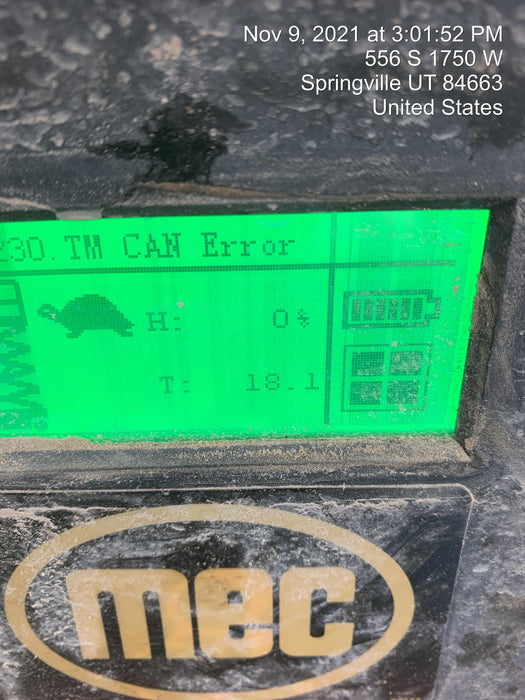 Nov 9, 2021 at 3:01:52 PM
556 S 1750 W
Springville UT 84663
United States
230.TM CAN Error
H: 0%
T: 18.1
mec